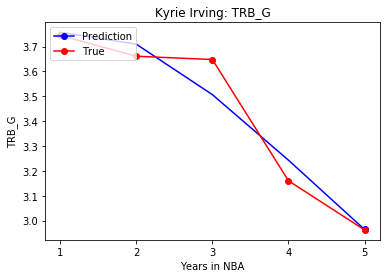 Kyrie Irving: TRB_G
Prediction
True
3.7
3.6
3.5
3.4
3.3
3.2
3.1
3.0
TRB_G
1 2 3 4 5
Years in NBA